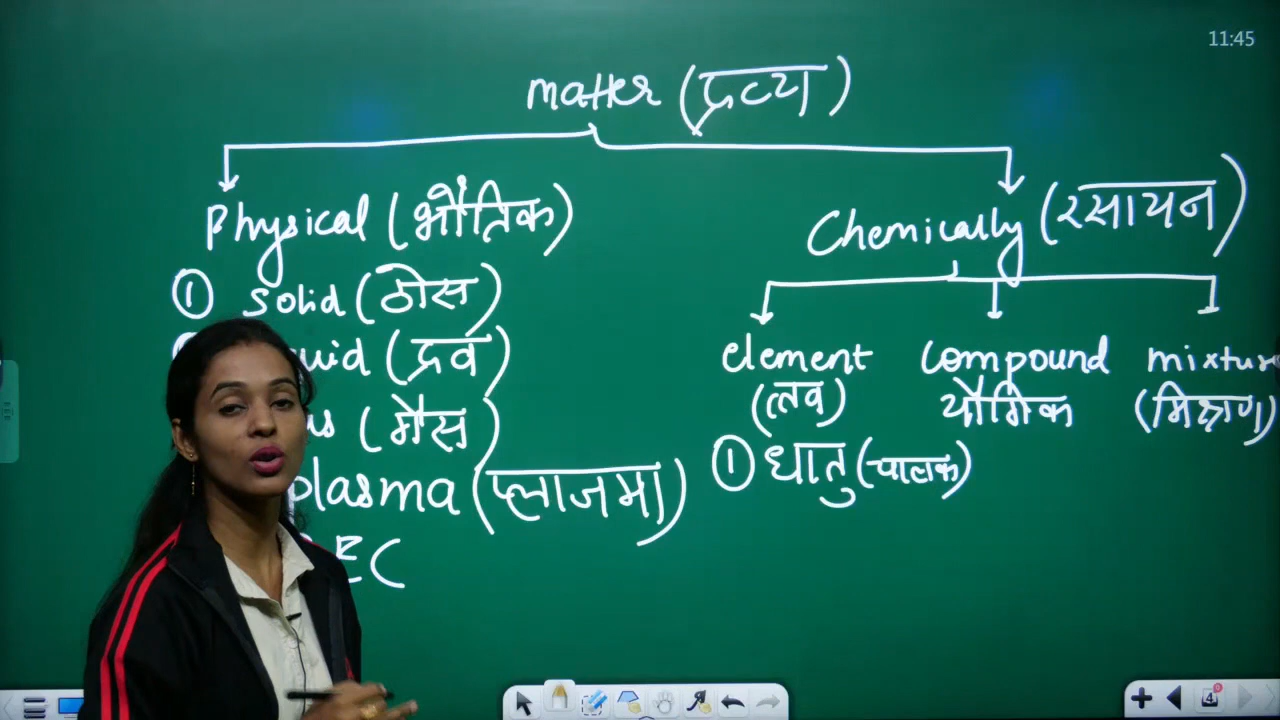 11:45
matter (द्रव्य)
Physical (भौतिक)
Chemically (रसायन)
① Solid (ठोस)
(द्रव)
(गैस)
plasma (प्लाजमा)
EC
element
(तत्व)
compound
यौगिक
mixture
(मिश्रण)
① धातु (चालक)
4